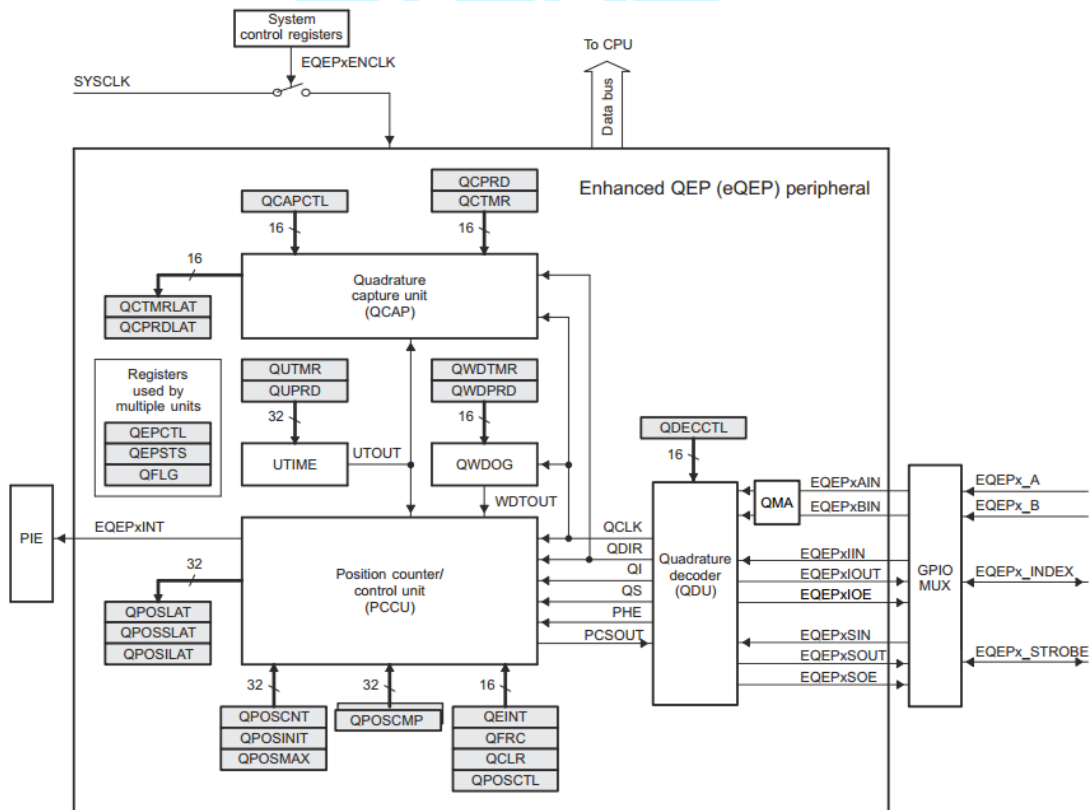 System
control registers
To CPU
EQEPxENCLK
SYSCLK
Data bus
Enhanced QEP (eQEP) peripheral
QCPRD
QCAPCTL
QCTMR
16
16
16
Quadrature
capture unit
(QCAP)
QCTMRLAT
QCPRDLAT
Registers
used by
multiple units
QEPCTL
QEPSTS
QFLG
QUTMR
QUPRD
32
QWDTMR
QWDPRD
16
UTIME
UTOUT
QWDOG
WDTOUT
QDECCTL
16
PIE
EQEPxINT
Position counter/
control unit
(PCCU)
32
QPOSLAT
QPOSSLAT
QPOSILAT
QCLK
QDIR
QI
QS
PHE
PCSOUT
Quadrature
decoder
(QDU)
QMA
EQEPxAIN
EQEPxBIN
EQEPxIIN
EQEPxIOUT
EQEPxIOE
EQEPxSIN
EQEPxSOUT
EQEPxSOE
GPIO
MUX
EQEPx_A
EQEPx_B
EQEPx_INDEX
EQEPx_STROBE
32
32
16
QPOSCNT
QPOSINIT
QPOSMAX
QPOSCMP
QEINT
QFRC
QCLR
QPOSCTL